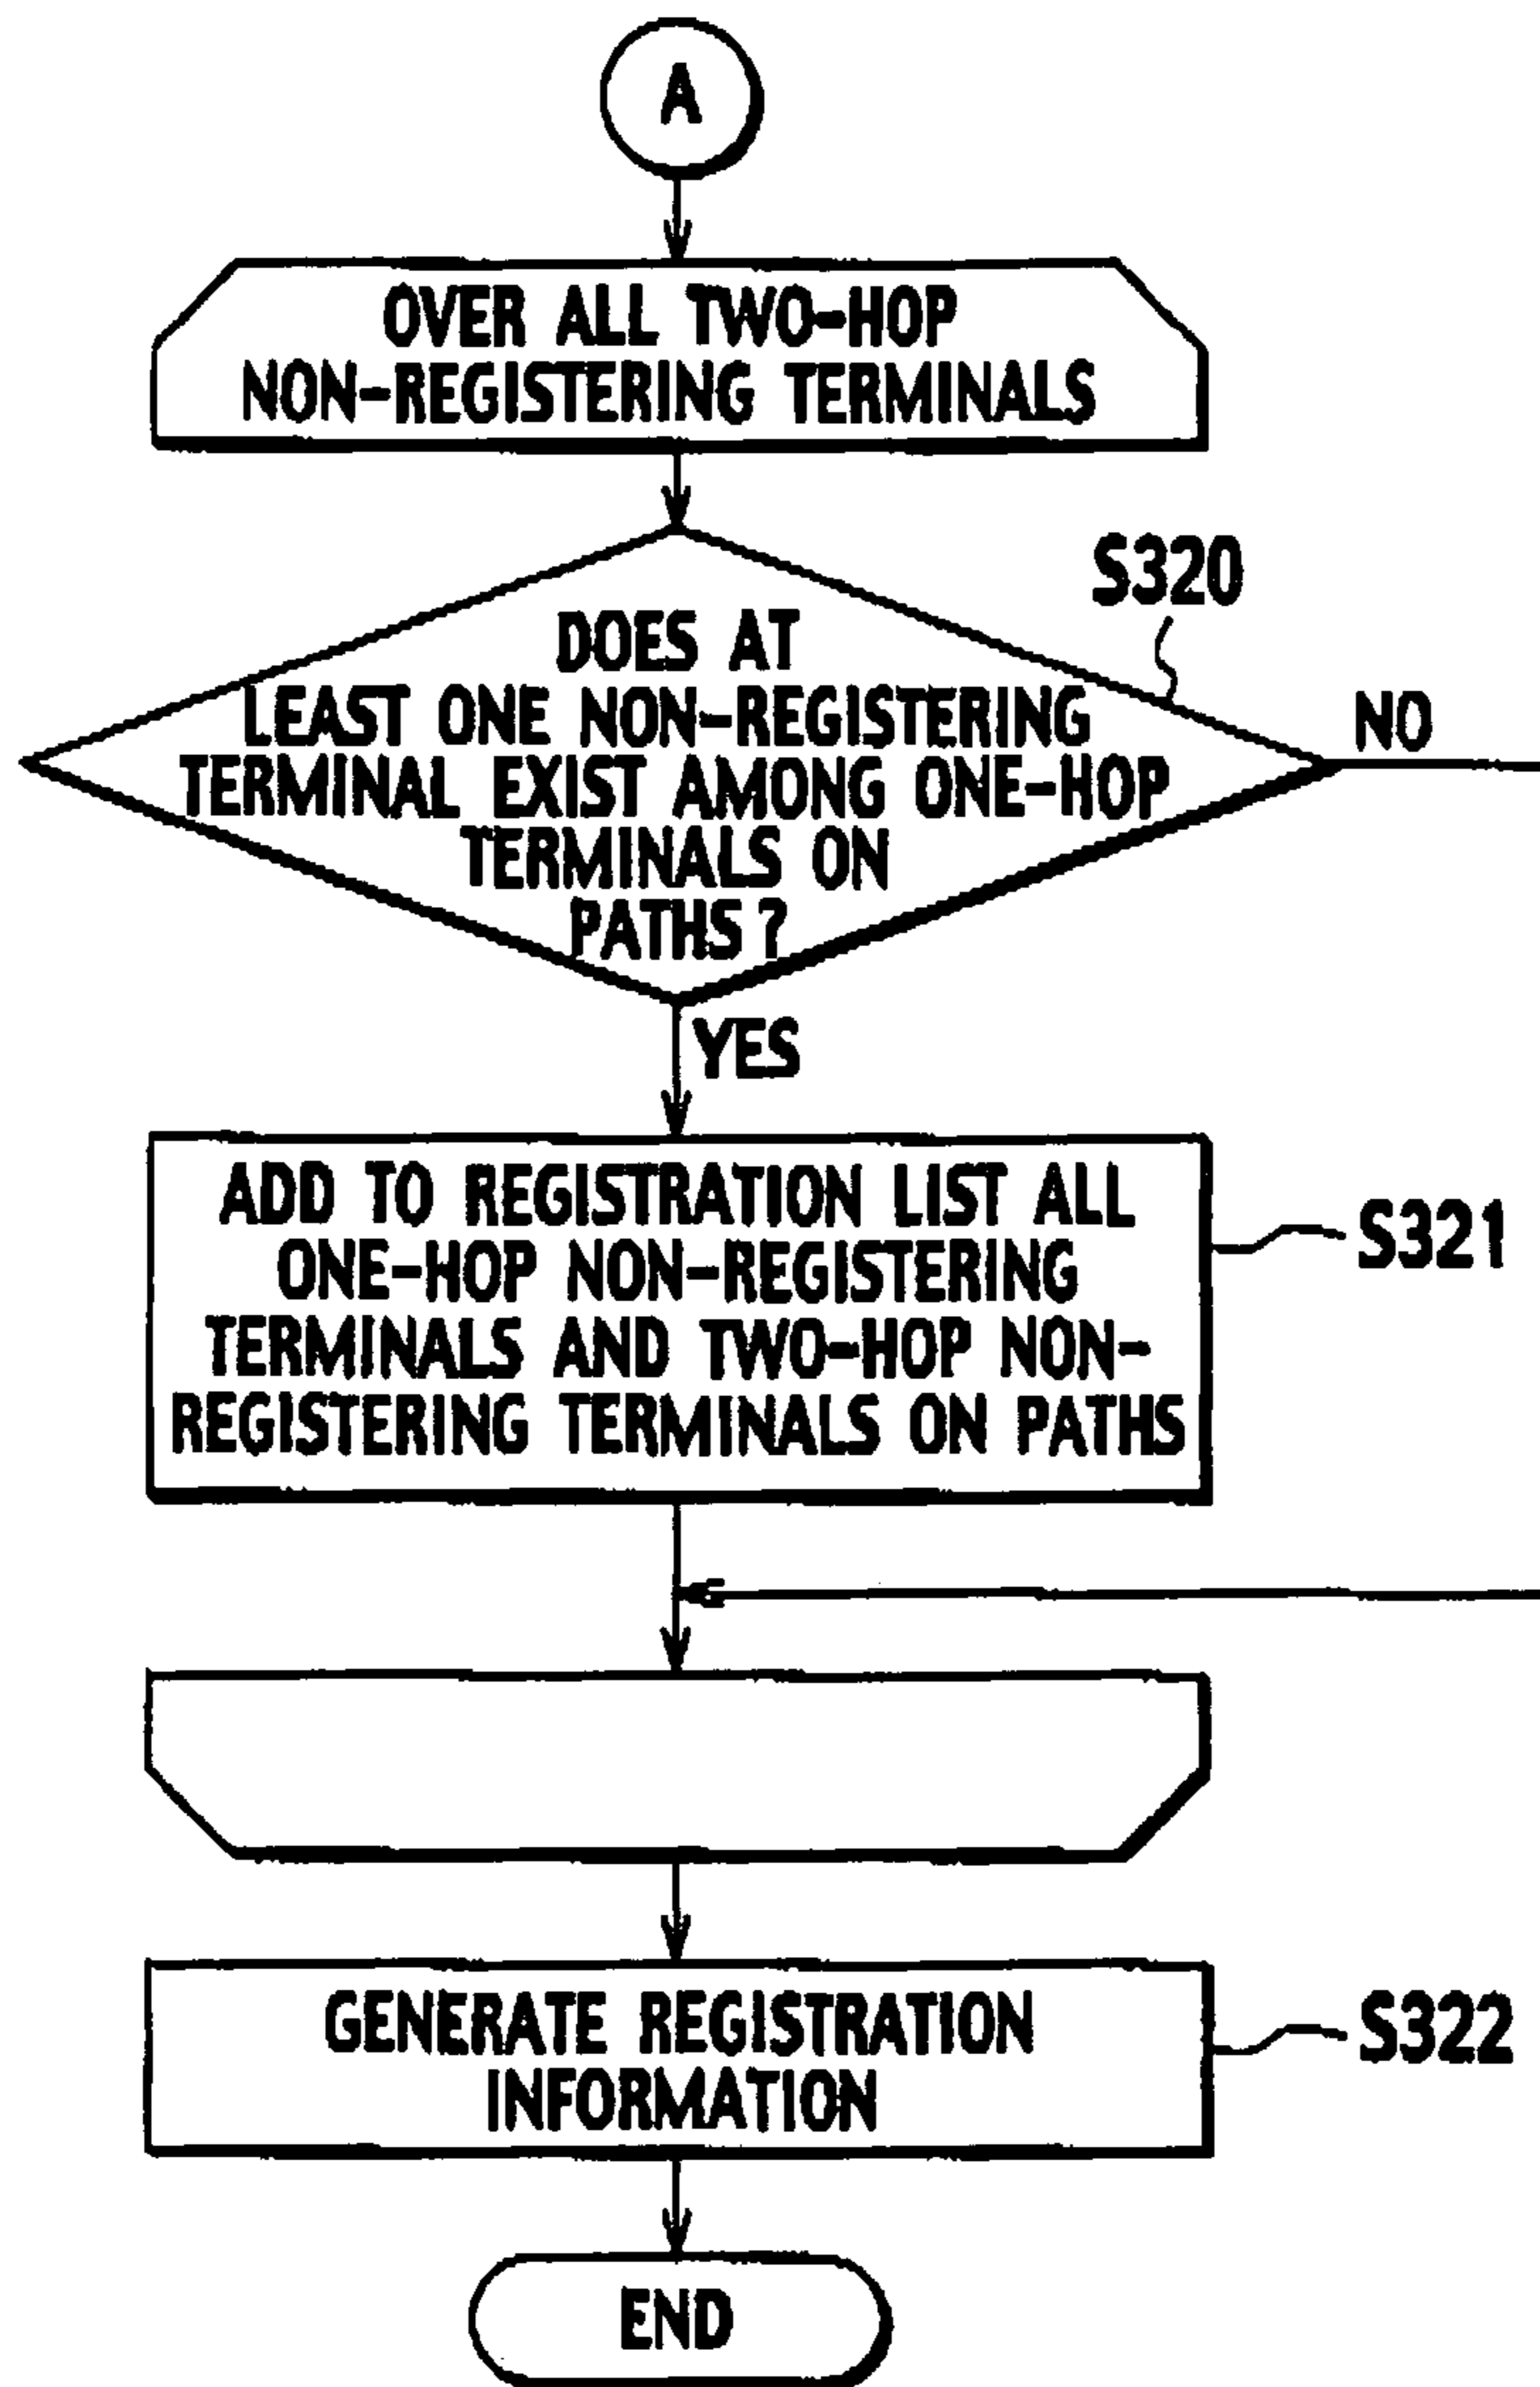 A
OVER ALL TWO-HOP
NON-REGISTERING TERMINALS
S320
DOES AT
LEAST ONE NON-REGISTERING
TERMINAL EXIST AMONG ONE-HOP
TERMINALS ON
PATHS?
NO
YES
ADD TO REGISTRATION LIST ALL
ONE-HOP NON-REGISTERING
TERMINALS AND TWO-HOP NON-
REGISTERING TERMINALS ON PATHS
S321
GENERATE REGISTRATION
INFORMATION
S322
END